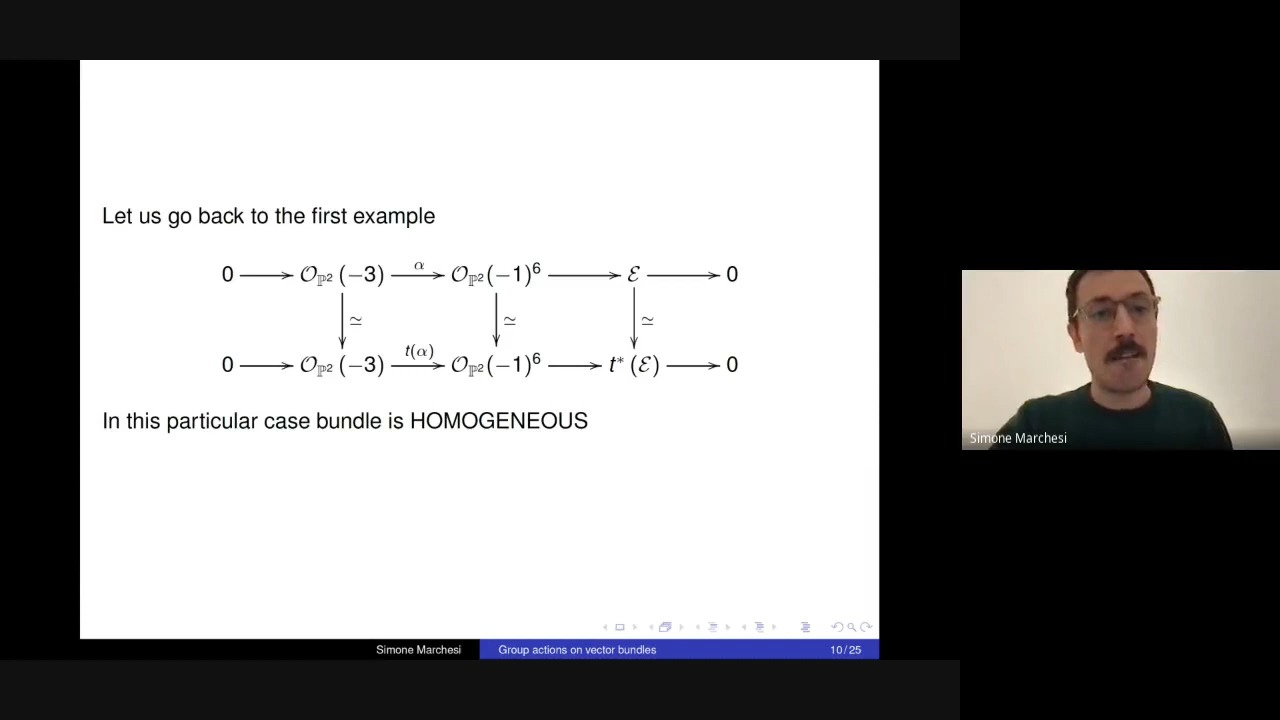 Let us go back to the first example
0 → 𝒪_ℙ²(−3) —α→ 𝒪_ℙ²(−1)⁶ → ℰ → 0
≃ ≃ ≃
0 → 𝒪_ℙ²(−3) —t(α)→ 𝒪_ℙ²(−1)⁶ → t*(ℰ) → 0
In this particular case bundle is HOMOGENEOUS
Simone Marchesi
Simone Marchesi Group actions on vector bundles 10/25